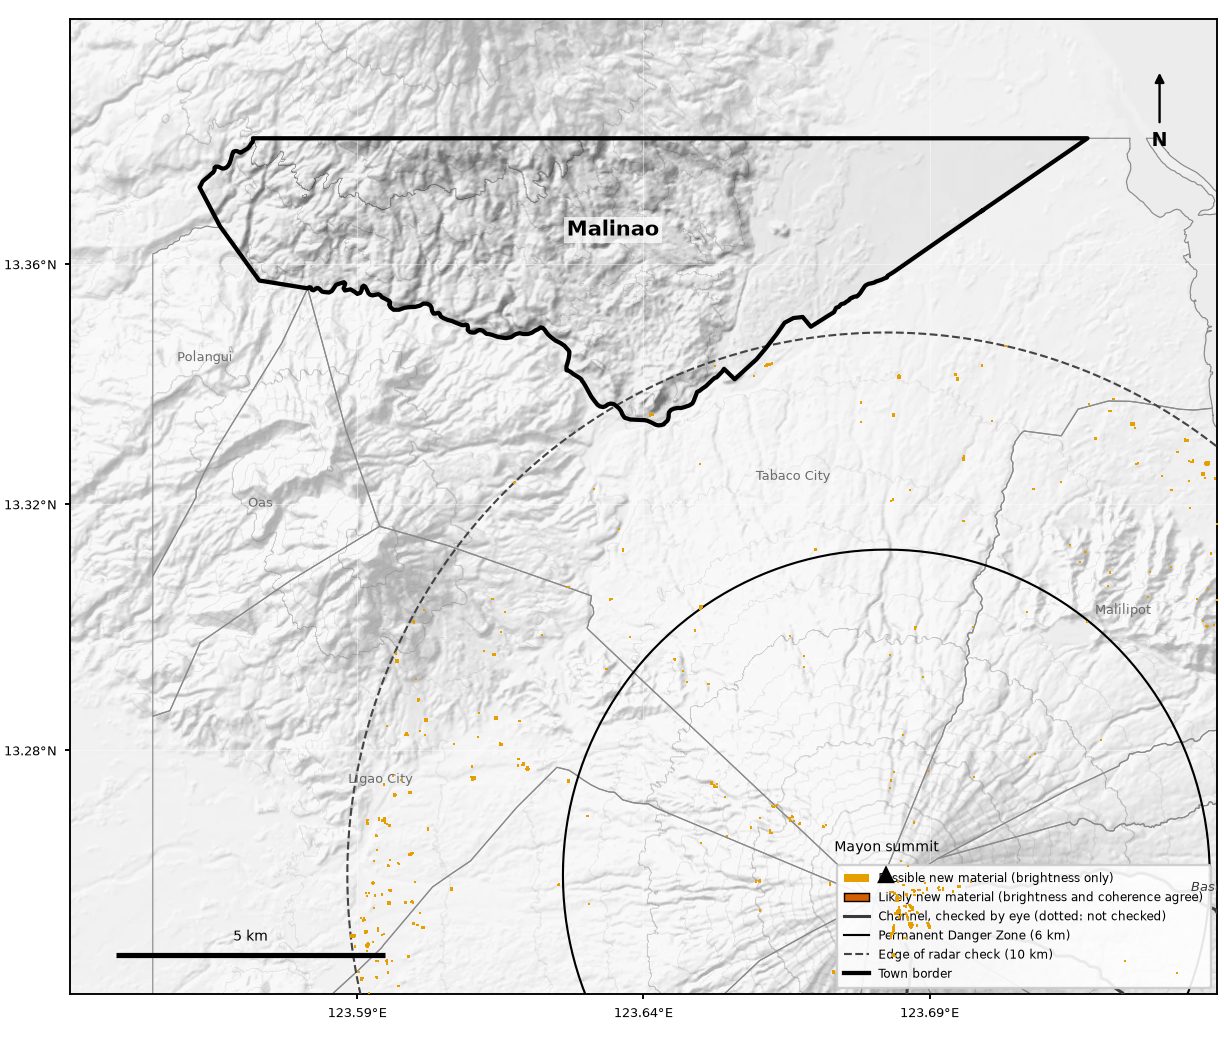 N
Malinao
13.36°N
Polangui
Tabaco City
Oas
13.32°N
Malilipot
13.28°N
Ligao City
Mayon summit
Possible new material (brightness only)
Likely new material (brightness and coherence agree)
Bas
Channel, checked by eye (dotted: not checked)
Permanent Danger Zone (6 km)
Edge of radar check (10 km)
Town border
5 km
123.59°E
123.64°E
123.69°E